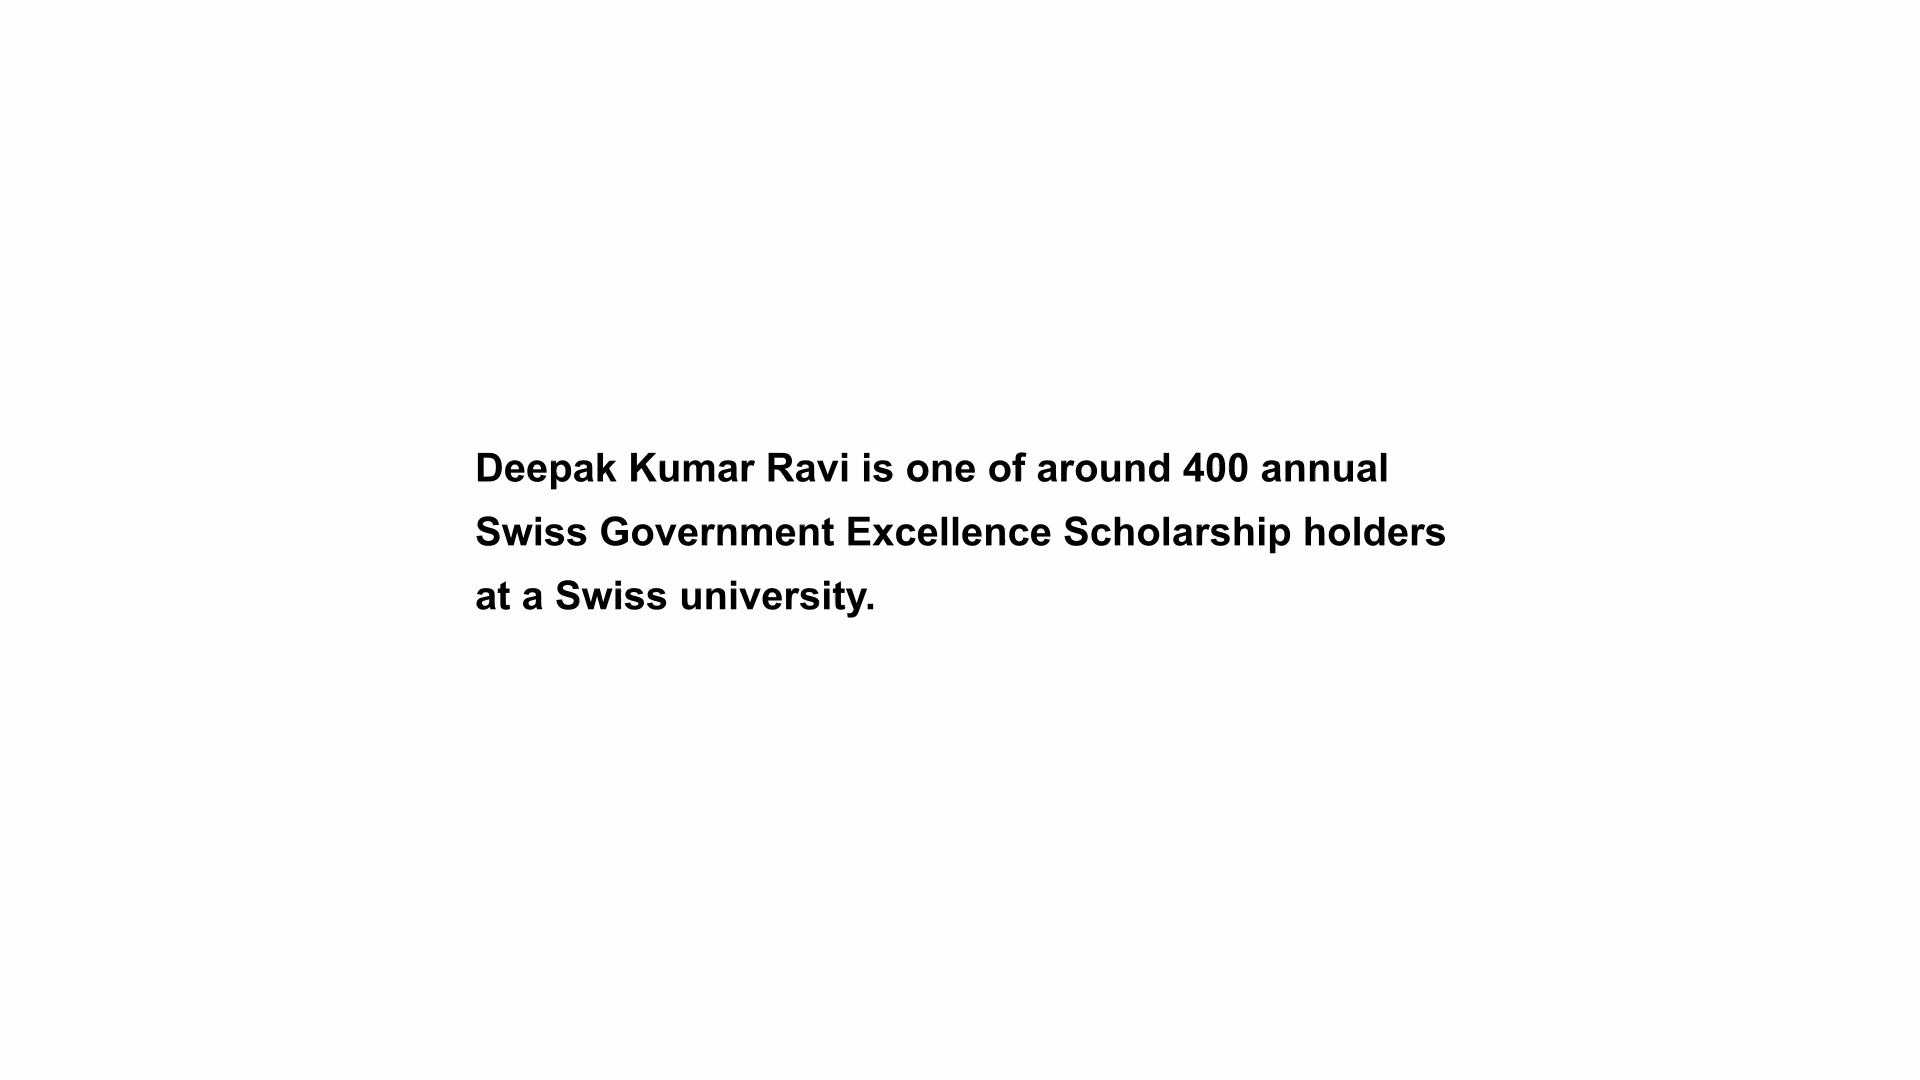 Deepak Kumar Ravi is one of around 400 annual
Swiss Government Excellence Scholarship holders
at a Swiss university.